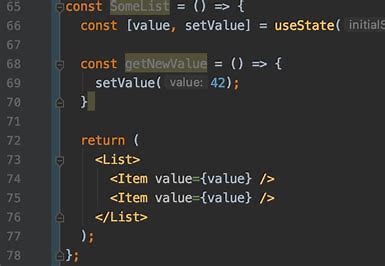 65 const SomeList = () => {
66 const [value, setValue] = useState( initialS
67
68 const getNewValue = () => {
69 setValue( value: 42);
70 }
71
72 return (
73 <List>
74 <Item value={value} />
75 <Item value={value} />
76 </List>
77 );
78 };